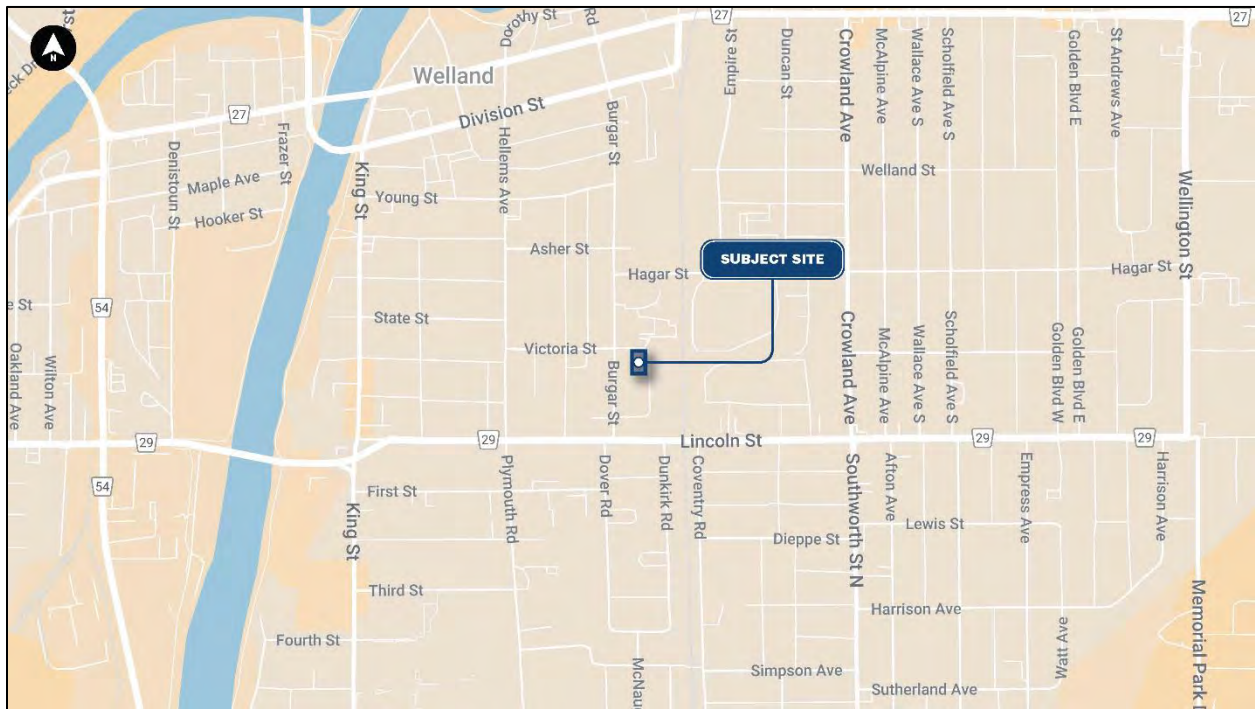 27
27
N
Dorothy St
Rd
Welland
Division St
27
Empire St
Duncan St
Crowland Ave
McAlpine Ave
Wallace Ave S
Scholfield Ave S
Golden Blvd E
St Andrews Ave
Burgar St
Hellems Ave
Frazer St
Denistoun St
Maple Ave
Hooker St
King St
Young St
Welland St
Wellington St
Asher St
Hagar St
SUBJECT SITE
Hagar St
54
State St
Victoria St
Burgar St
Crowland Ave
McAlpine Ave
Wallace Ave S
Scholfield Ave S
Golden Blvd W
Golden Blvd E
e St
Oakland Ave
Wilton Ave
29
29
Lincoln St
29
29
54
King St
First St
Plymouth Rd
Dover Rd
Dunkirk Rd
Coventry Rd
Southworth St N
Afton Ave
Empress Ave
Harrison Ave
Lewis St
Dieppe St
Third St
Harrison Ave
Fourth St
Watt Ave
Memorial Park
McNau
Simpson Ave
Sutherland Ave